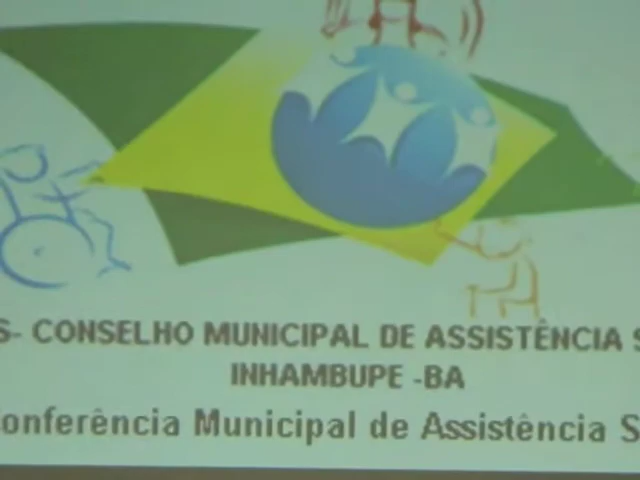 S- CONSELHO MUNICIPAL DE ASSISTÊNCIA S
INHAMBUPE -BA
onferência Municipal de Assistência S